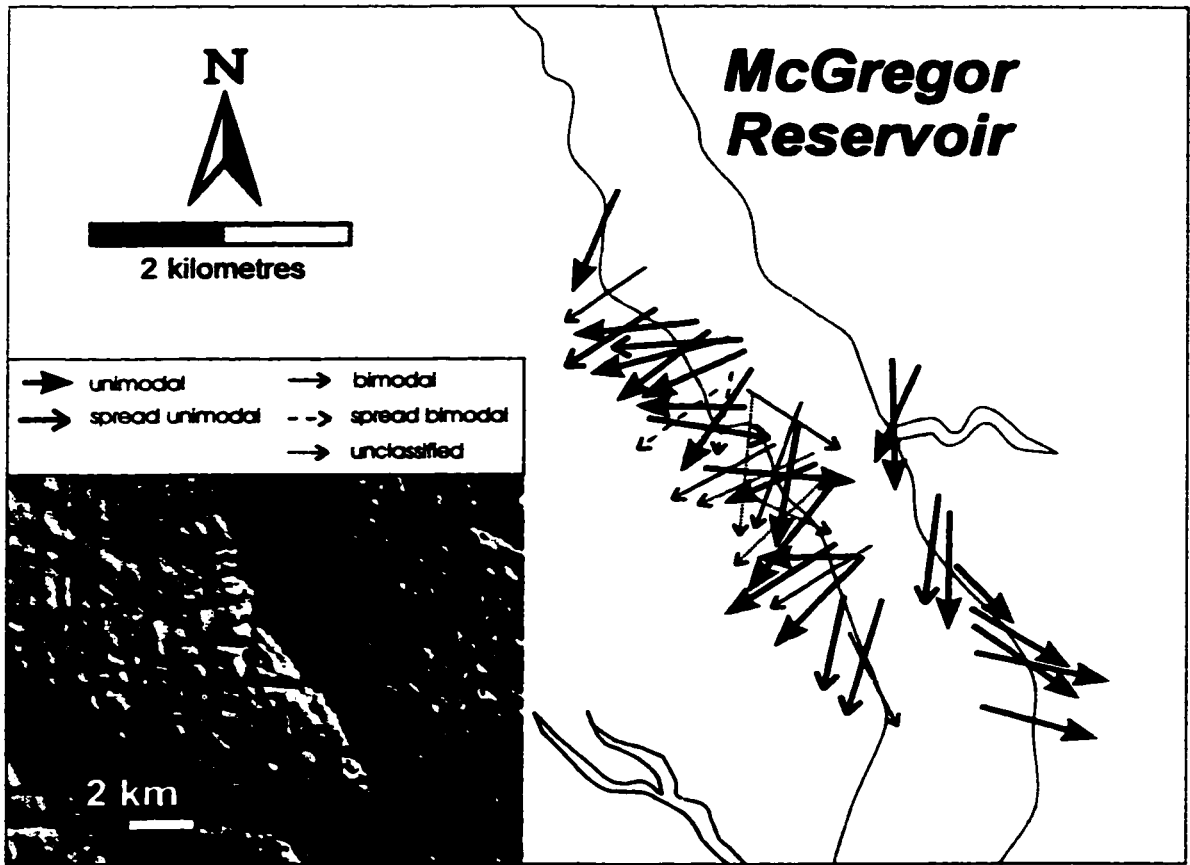 N
McGregor
Reservoir
2 kilometres
unimodal
bimodal
spread unimodal
spread bimodal
unclassified
2 km